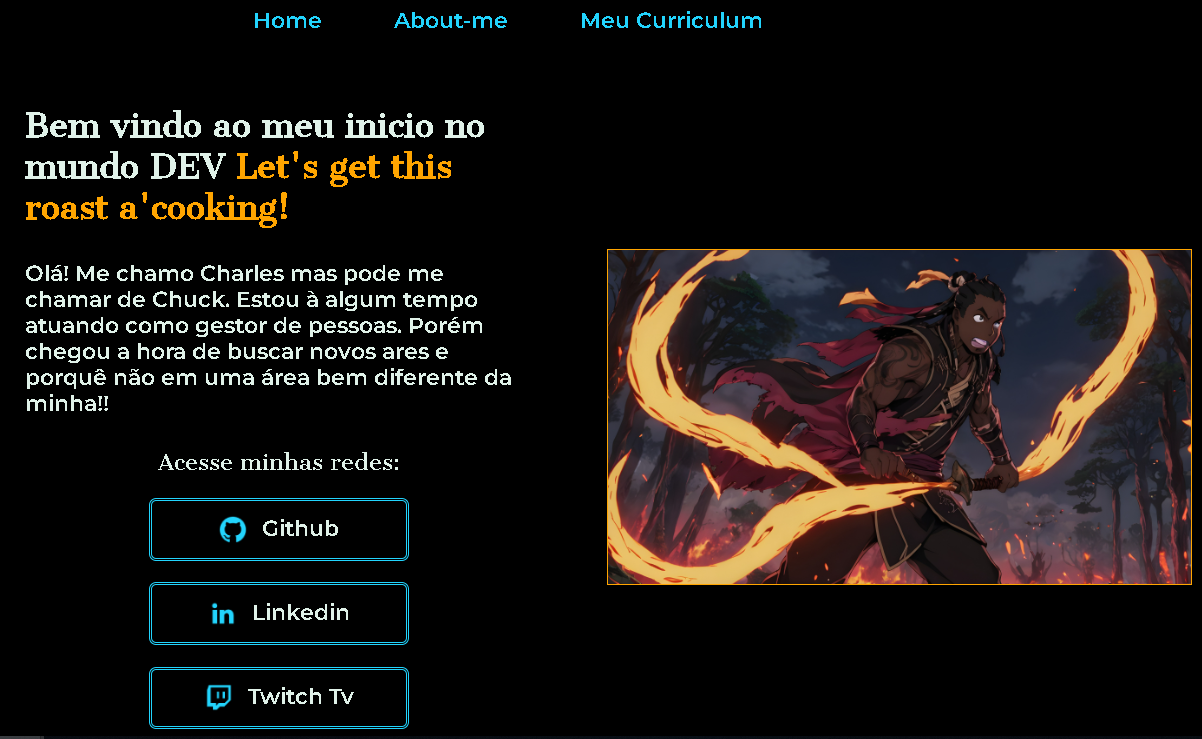 Home About-me Meu Curriculum
Bem vindo ao meu inicio no
mundo DEV Let's get this
roast a'cooking!
Olá! Me chamo Charles mas pode me
chamar de Chuck. Estou à algum tempo
atuando como gestor de pessoas. Porém
chegou a hora de buscar novos ares e
porquê não em uma área bem diferente da
minha!!
Acesse minhas redes:
Github
in Linkedin
Twitch Tv